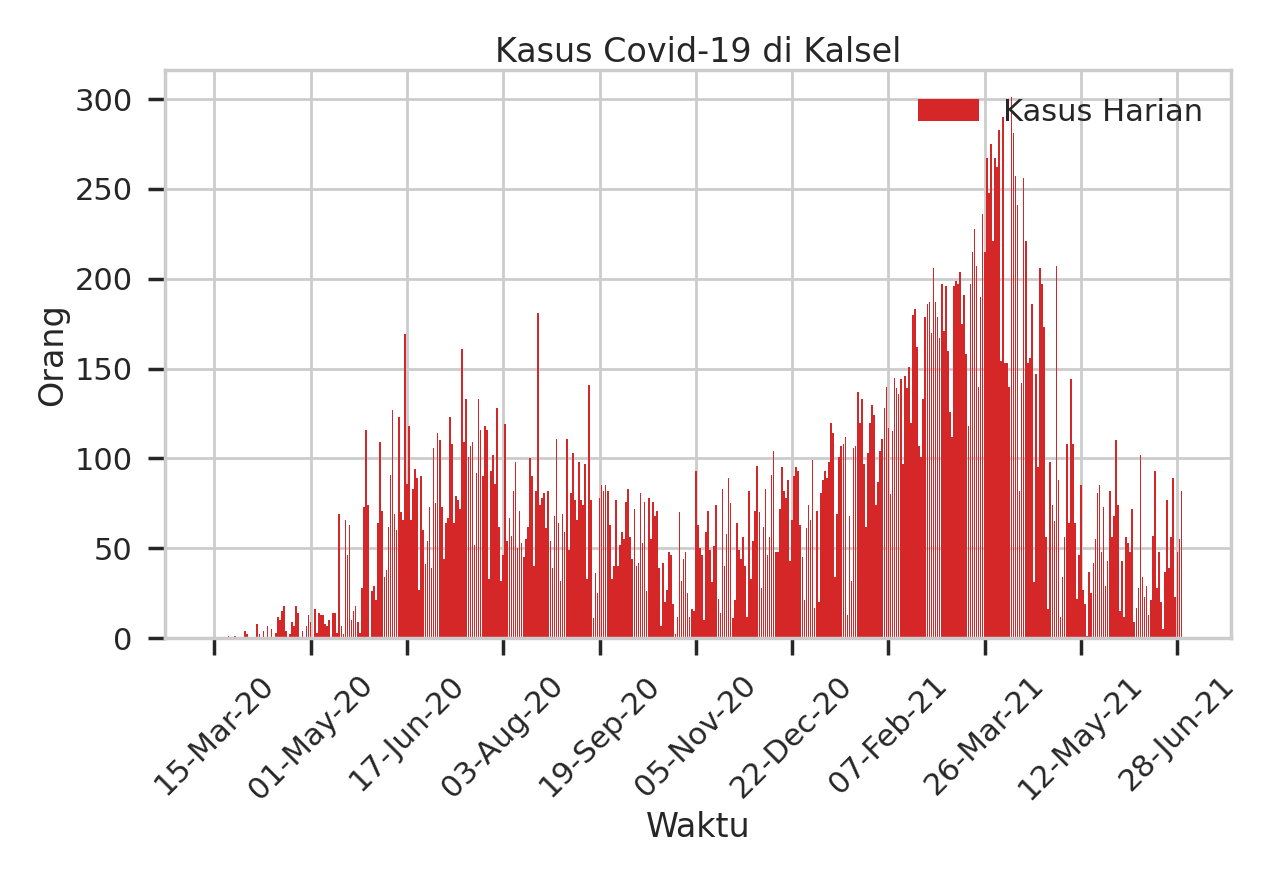 Kasus Covid-19 di Kalsel
Kasus Harian
Orang
300
250
200
150
100
50
0
15-Mar-20
01-May-20
17-Jun-20
03-Aug-20
19-Sep-20
05-Nov-20
22-Dec-20
07-Feb-21
26-Mar-21
12-May-21
28-Jun-21
Waktu